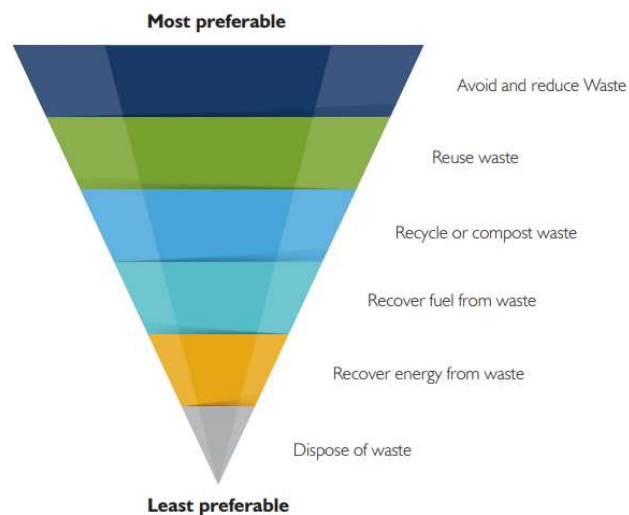 Most preferable
Avoid and reduce Waste
Reuse waste
Recycle or compost waste
Recover fuel from waste
Recover energy from waste
Dispose of waste
Least preferable